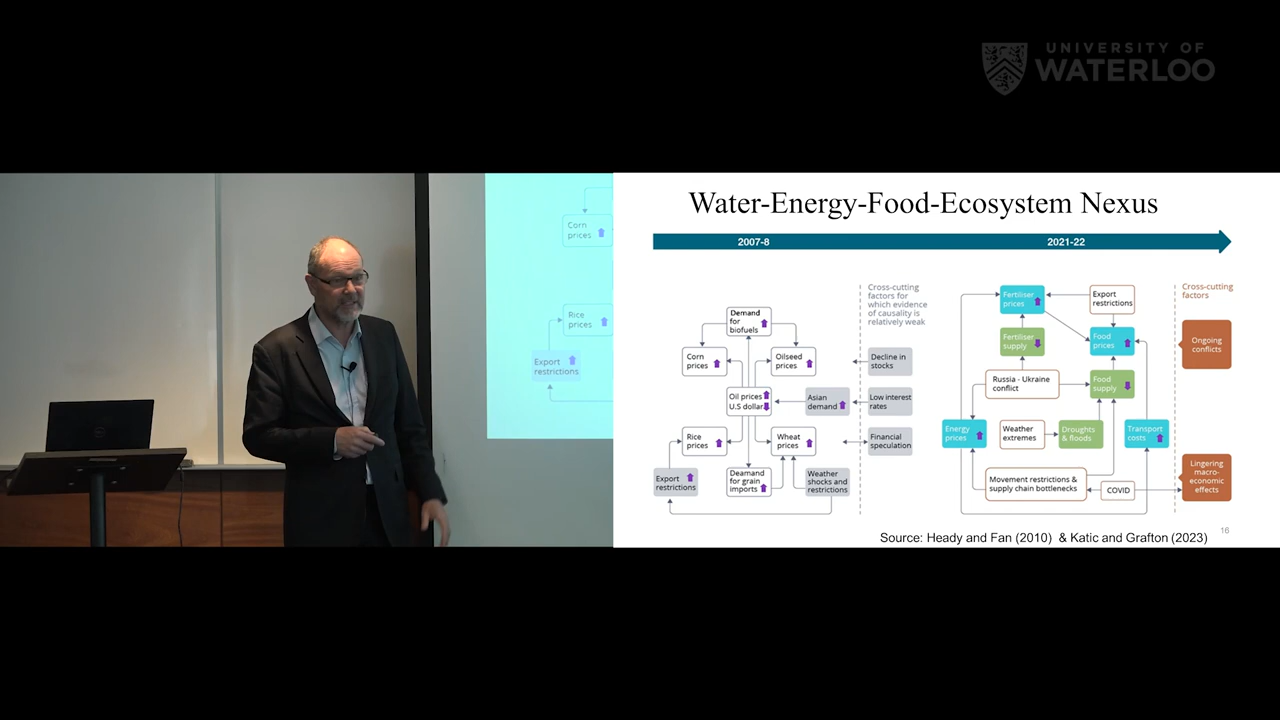 UNIVERSITY OF
WATERLOO
Water-Energy-Food-Ecosystem Nexus
2007-8
2021-22
Corn
prices
Rice
prices
Export
restrictions
Demand
for
biofuels
Corn
prices
Oilseed
prices
Oil prices
U.S dollar
Asian
demand
Rice
prices
Wheat
prices
Export
restrictions
Deamand
for grain
imports
Weather
shocks and
restrictions
Cross-cutting
factors for
which evidence
of causality is
relatively weak
Decline in
stocks
Low interest
rates
Financial
speculation
Fertiliser
prices
Export
restrictions
Fertiliser
supply
Food
prices
Russia - Ukraine
conflict
Food
supply
Energy
prices
Weather
extremes
Droughts
& floods
Transport
costs
Movement restrictions &
supply chain bottlenecks
COVID
Cross-cutting
factors
Ongoing
conflicts
Lingering
macro-
economic
effects
16
Source: Heady and Fan (2010) & Katic and Grafton (2023)